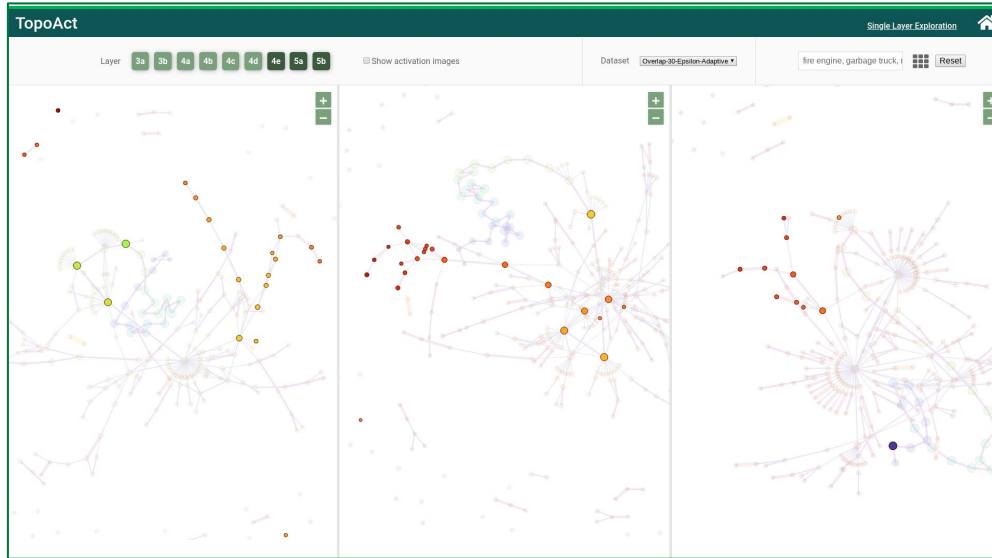 TopoAct
Single Layer Exploration
Layer 3a 3b 4a 4b 4c 4d 4e 5a 5b
Show activation images
Dataset Overlap-30-Epsilon-Adaptive
fire engine, garbage truck,
Reset
+
−
+
−
+
−